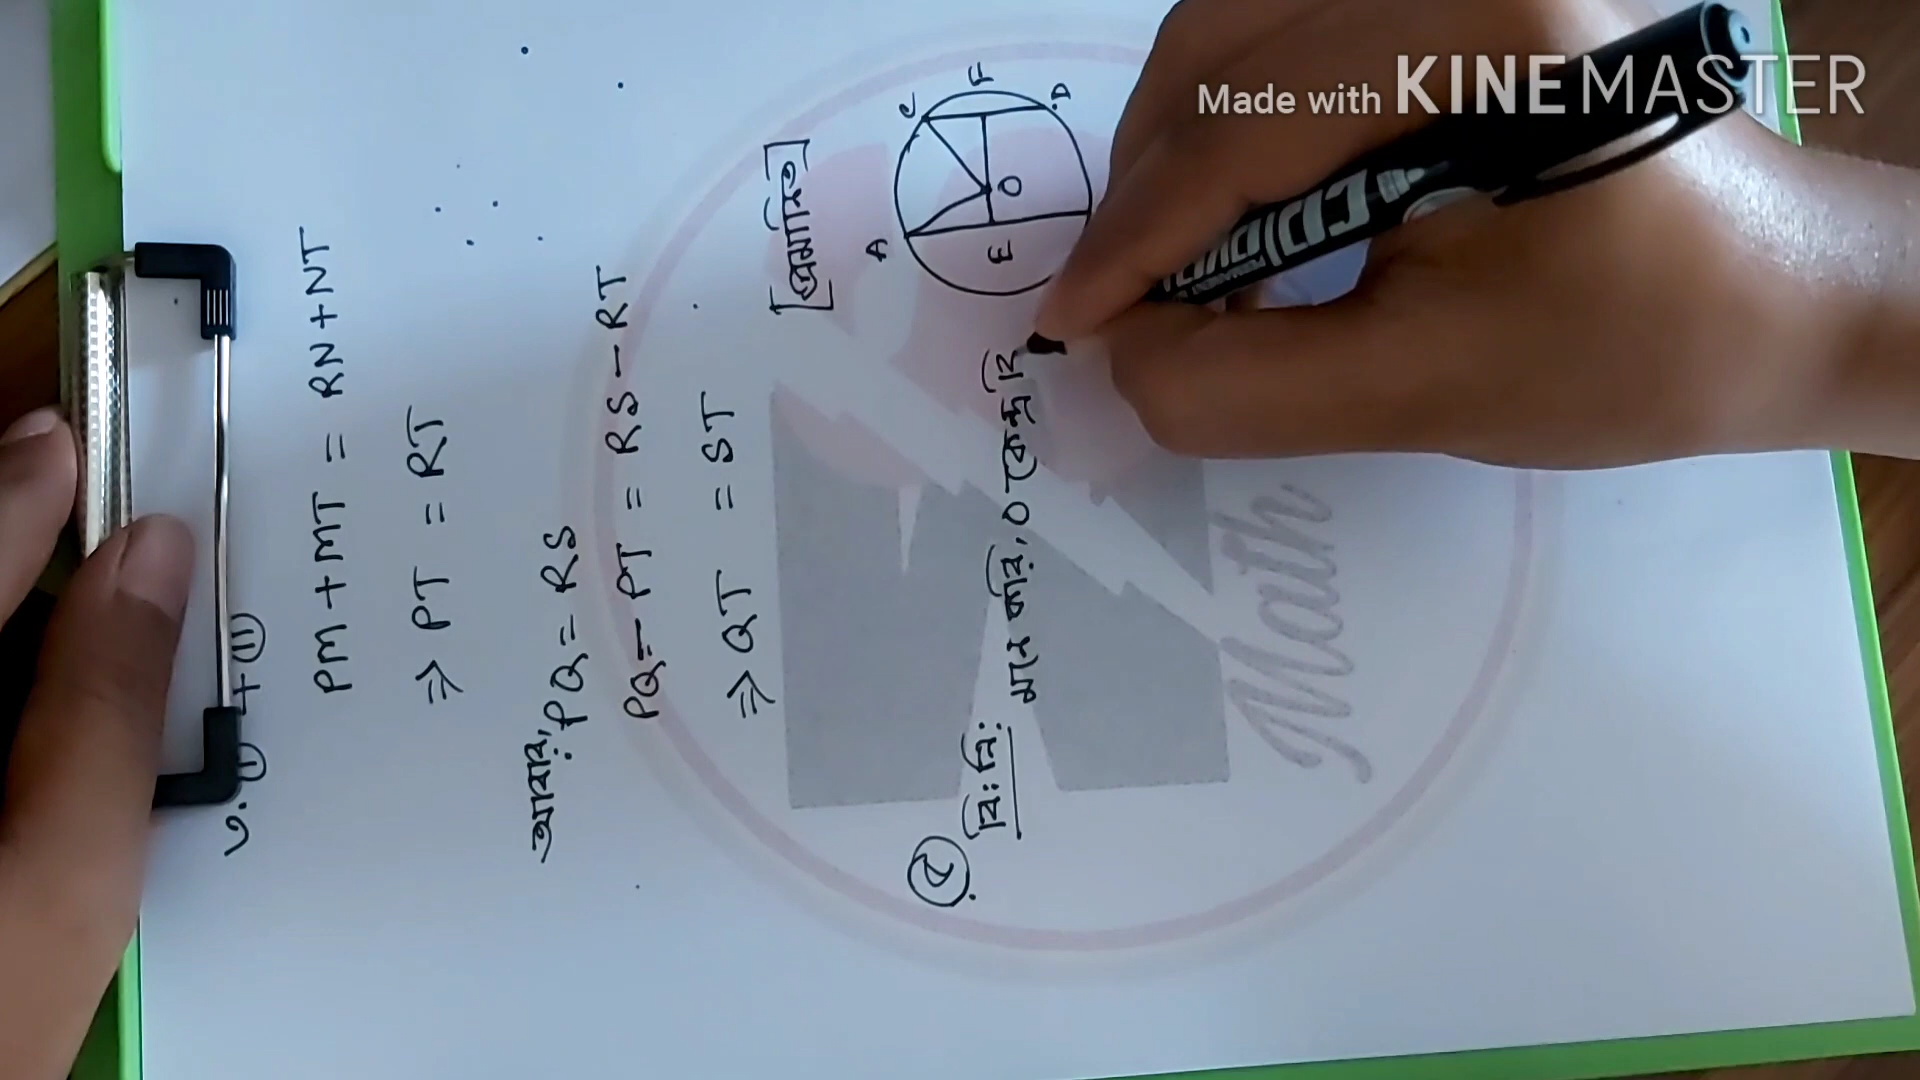 ৩. ⓘ + ⓘⓘ
PM + MT = RN + NT
⇒ PT = RT
আবার,
PQ = RS
PQ - PT = RS - RT
⇒ QT = ST
[প্রমাণিত]
C F D
A O
E
বি: নি:
মনে করি, O কেন্দ্র বি
Math
Made with KINEMASTER